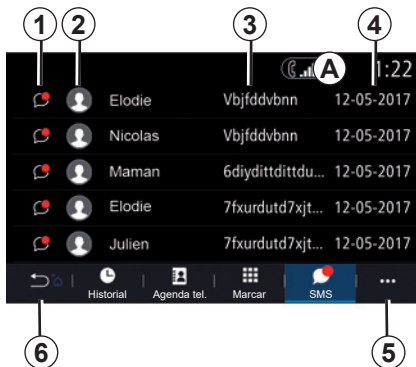 1 2 3 4
A 1:22
Elodie Vbjfddvbnn 12-05-2017
Nicolas Vbjfddvbnn 12-05-2017
Maman 6diydittdittdu... 12-05-2017
Elodie 7fxurdutd7xjt... 12-05-2017
Julien 7fxurdutd7xjt... 12-05-2017
Historial Agenda tel. Marcar SMS ...
6 5